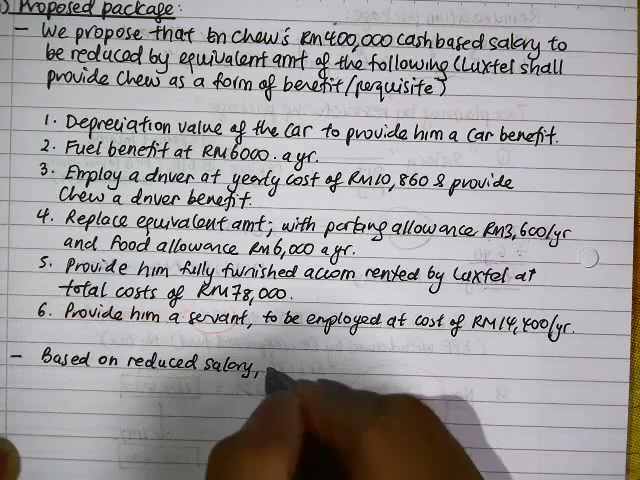 ) Proposed package:
- We propose that bn Chew's RM400,000 cash based salary to
be reduced by equivalent amt of the following (Luxtel shall
provide Chew as a form of benefit/perquisite)
1. Depreciation value of the car to provide him a car benefit.
2. Fuel benefit at RM6000. a yr.
3. Employ a driver at yearly cost of RM10,860 & provide
Chew a driver benefit.
4. Replace equivalent amt; with parking allowance RM3,600/yr
and food allowance RM6,000 a yr.
5. Provide him fully furnished accom rented by Luxtel at
total costs of RM78,000.
6. Provide him a servant, to be employed at cost of RM14,400/yr.
- Based on reduced salary,